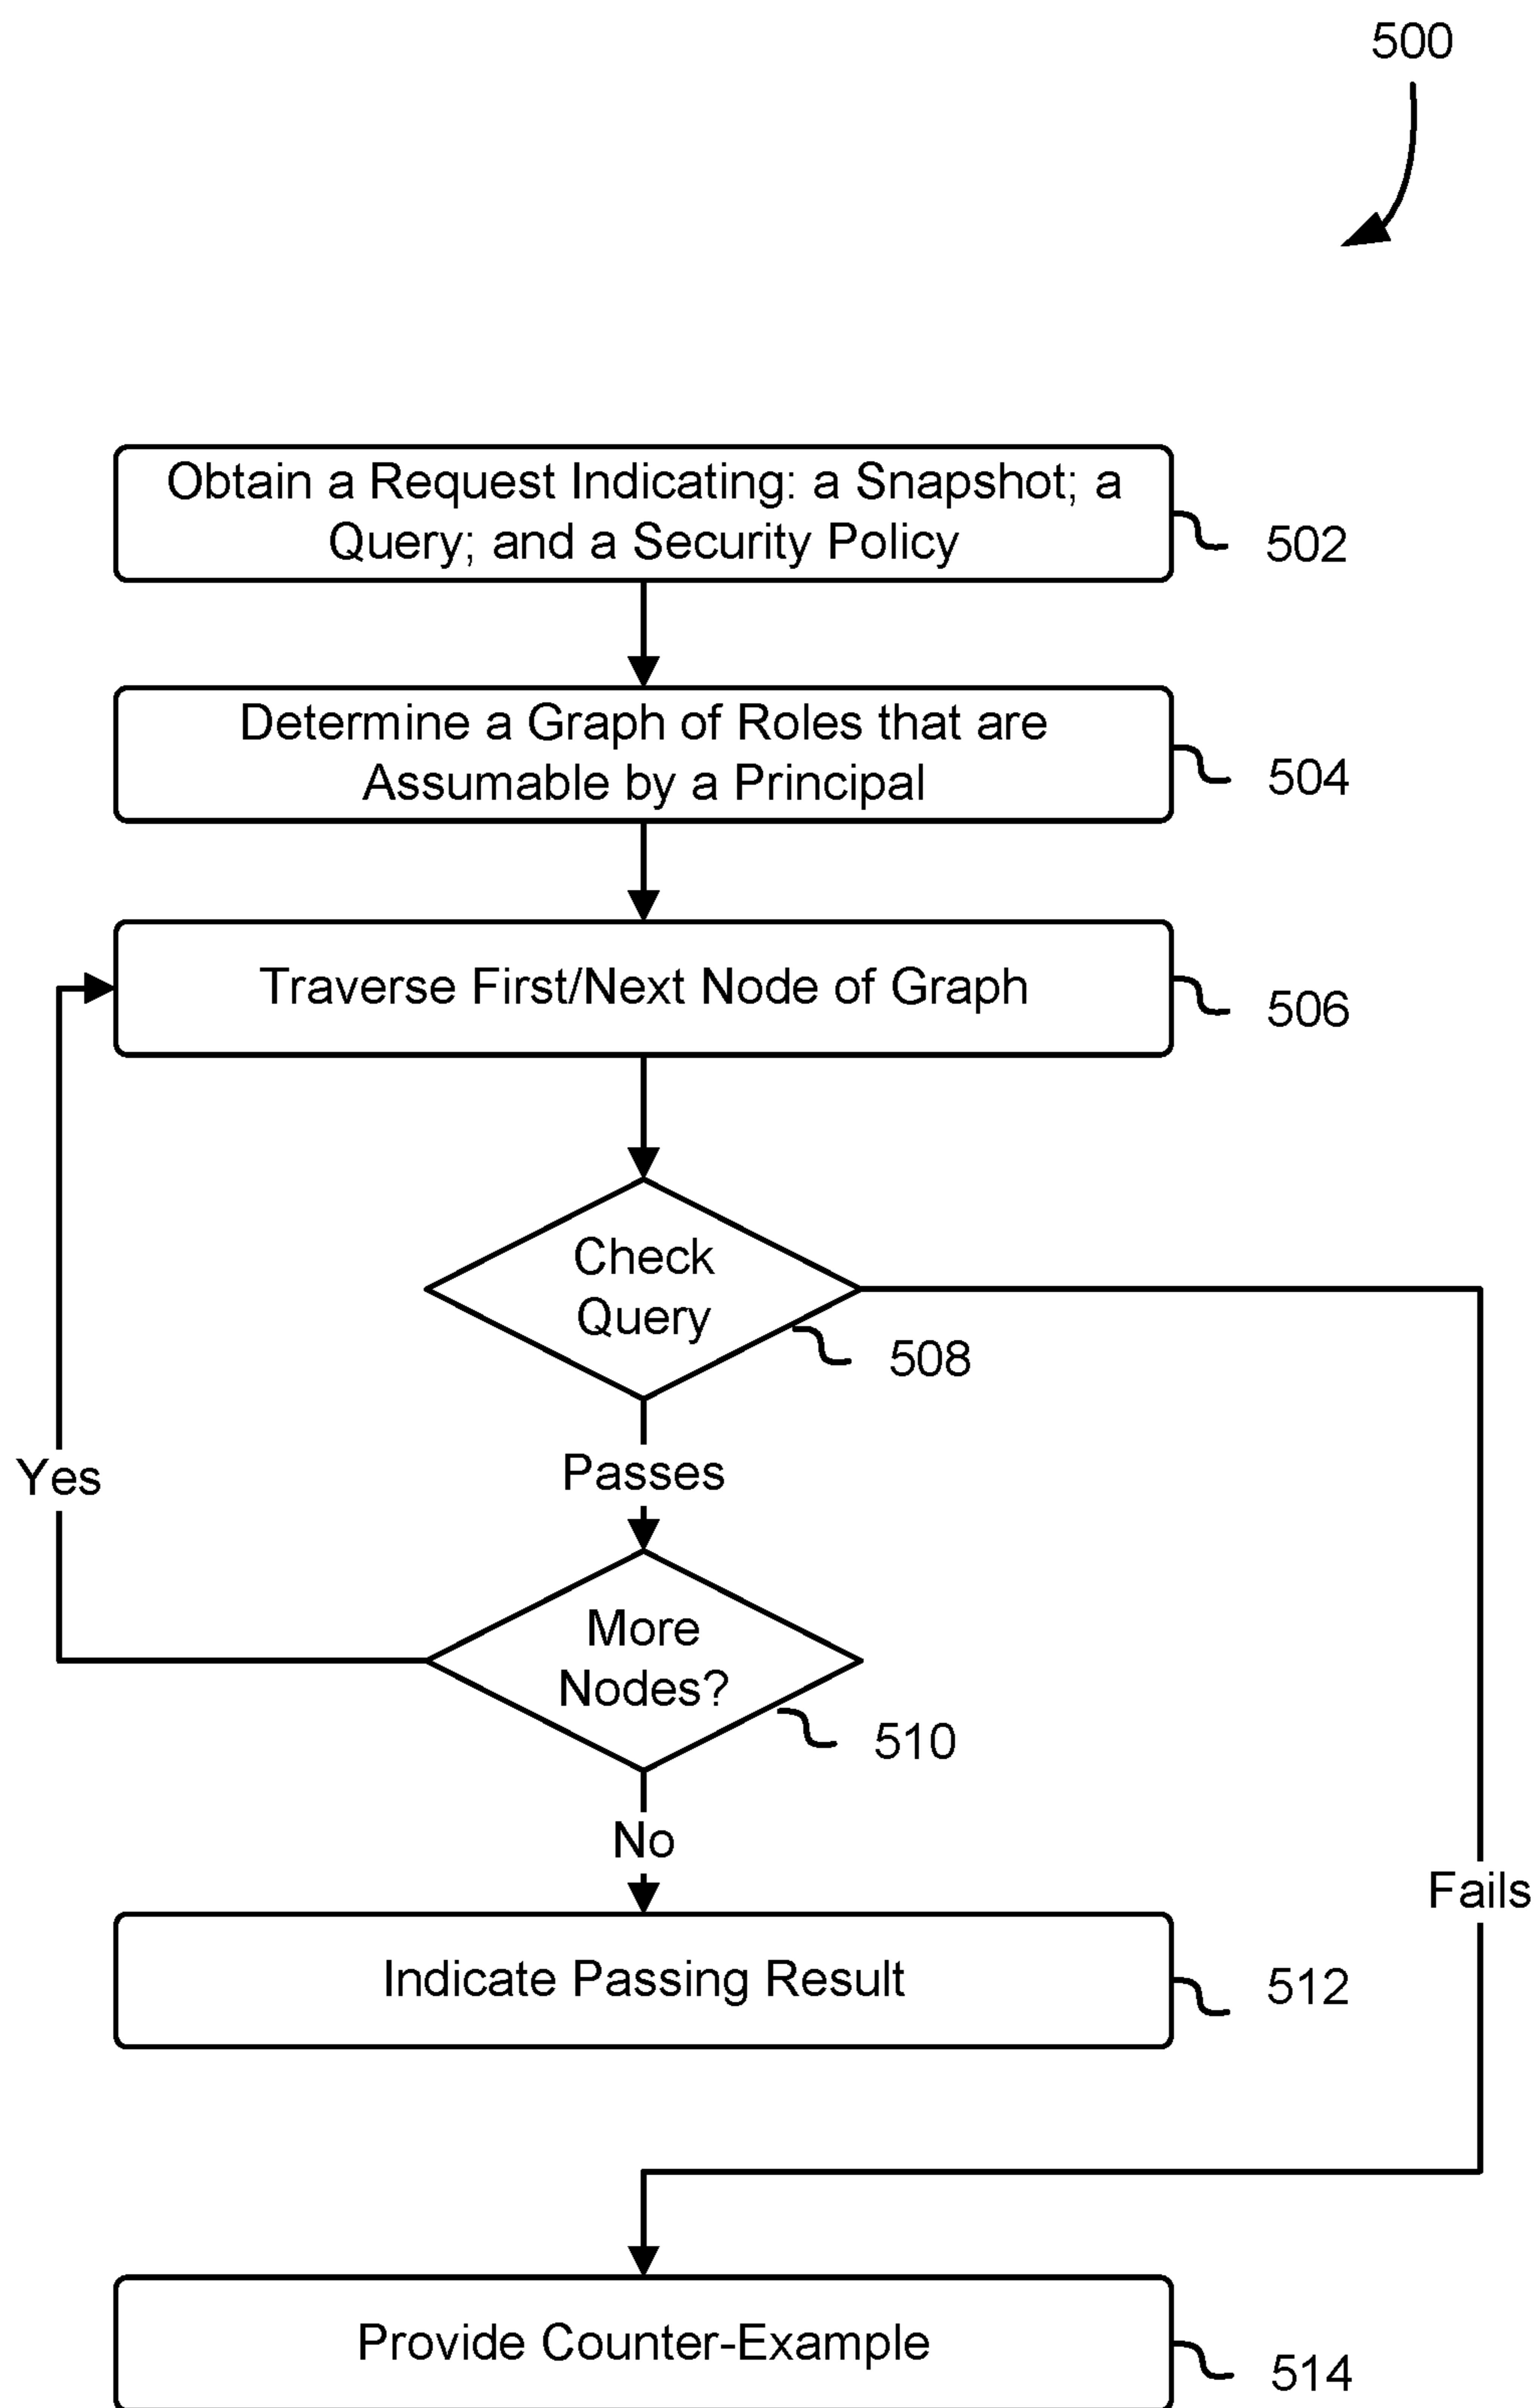 500
Obtain a Request Indicating: a Snapshot; a
Query; and a Security Policy
502
Determine a Graph of Roles that are
Assumable by a Principal
504
Traverse First/Next Node of Graph
506
Check
Query
508
Yes
Passes
More
Nodes?
510
No
Fails
Indicate Passing Result
512
Provide Counter-Example
514